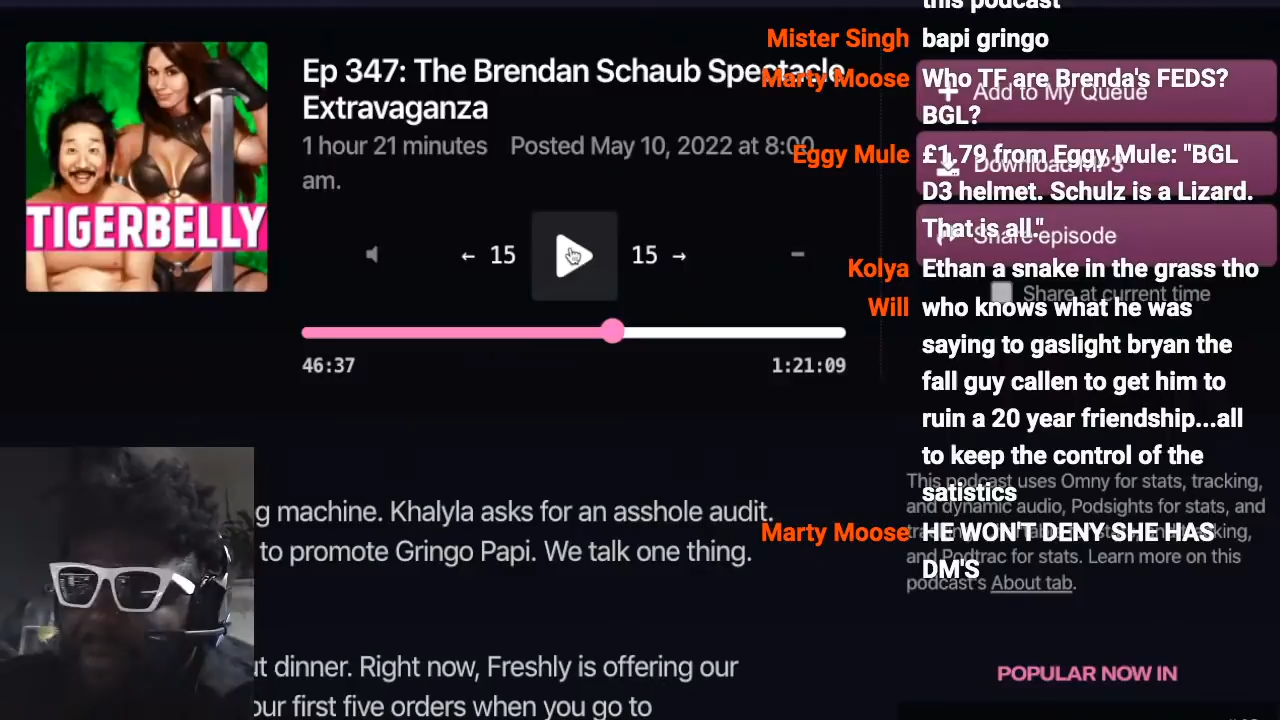 this podcast
Mister Singh bapi gringo
Ep 347: The Brendan Schaub Spectacle
Extravaganza
Marty Moose Who TF are Brenda's FEDS?
BGL?
Add to My Queue
1 hour 21 minutes Posted May 10, 2022 at 8:00
am.
Eggy Mule £1.79 from Eggy Mule: "BGL
D3 helmet. Schulz is a Lizard.
That is all."
Download MP3
Share episode
TIGERBELLY
← 15
15 →
Kolya Ethan a snake in the grass tho
Share at current time
Will who knows what he was
saying to gaslight bryan the
fall guy callen to get him to
ruin a 20 year friendship...all
to keep the control of the
satistics
46:37
1:21:09
This podcast uses Omny for stats, tracking,
and dynamic audio, Podsights for stats, and
and Podtrac for stats. Learn more on this
podcast's About tab.
Marty Moose HE WON'T DENY SHE HAS
DM'S
g machine. Khalyla asks for an asshole audit.
to promote Gringo Papi. We talk one thing.
t dinner. Right now, Freshly is offering our
our first five orders when you go to
POPULAR NOW IN